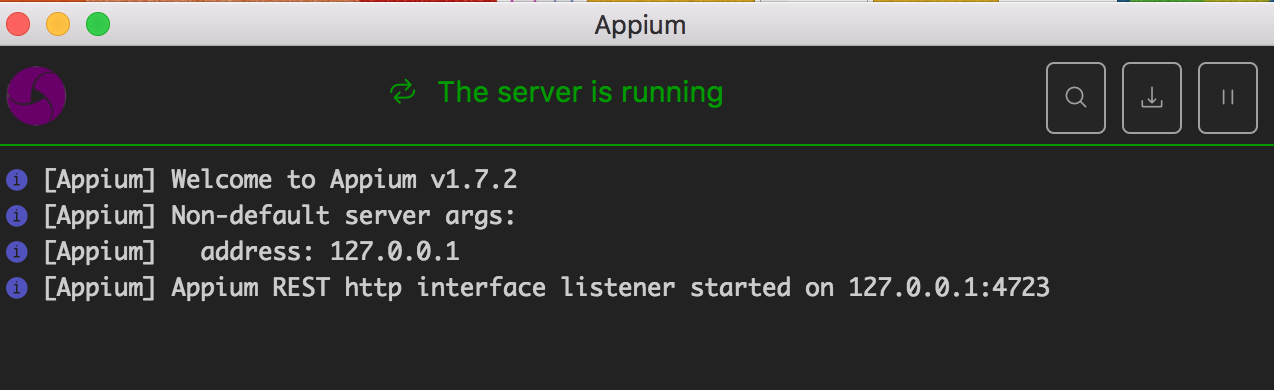 Appium
The server is running
[Appium] Welcome to Appium v1.7.2
[Appium] Non-default server args:
[Appium]   address: 127.0.0.1
[Appium] Appium REST http interface listener started on 127.0.0.1:4723